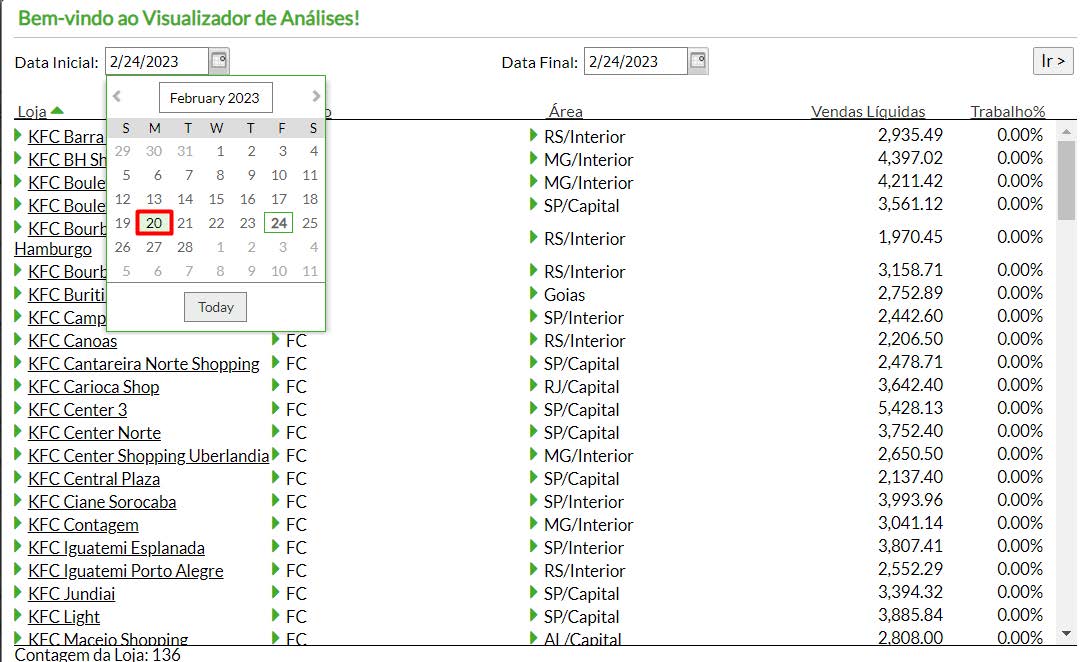 Bem-vindo ao Visualizador de Análises!
Data Inicial: 2/24/2023 Data Final: 2/24/2023 Ir >
February 2023
S M T W T F S
29 30 31 1 2 3 4
5 6 7 8 9 10 11
12 13 14 15 16 17 18
19 20 21 22 23 24 25
26 27 28 1 2 3 4
5 6 7 8 9 10 11
Today
Loja Área Vendas Líquidas Trabalho%
KFC Barra RS/Interior 2,935.49 0.00%
KFC BH Sh MG/Interior 4,397.02 0.00%
KFC Boule MG/Interior 4,211.42 0.00%
KFC Boule SP/Capital 3,561.12 0.00%
KFC Bourb
Hamburgo RS/Interior 1,970.45 0.00%
KFC Bourb RS/Interior 3,158.71 0.00%
KFC Buriti Goias 2,752.89 0.00%
KFC Camp SP/Interior 2,442.60 0.00%
KFC Canoas FC RS/Interior 2,206.50 0.00%
KFC Cantareira Norte Shopping FC SP/Capital 2,478.71 0.00%
KFC Carioca Shop FC RJ/Capital 3,642.40 0.00%
KFC Center 3 FC SP/Capital 5,428.13 0.00%
KFC Center Norte FC SP/Capital 3,752.40 0.00%
KFC Center Shopping Uberlandia FC MG/Interior 2,650.50 0.00%
KFC Central Plaza FC SP/Capital 2,137.40 0.00%
KFC Ciane Sorocaba FC SP/Interior 3,993.96 0.00%
KFC Contagem FC MG/Interior 3,041.14 0.00%
KFC Iguatemi Esplanada FC SP/Interior 3,807.41 0.00%
KFC Iguatemi Porto Alegre FC RS/Interior 2,552.29 0.00%
KFC Jundiai FC SP/Capital 3,394.32 0.00%
KFC Light FC SP/Capital 3,885.84 0.00%
KFC Maceio Shopping FC AL/Capital 2,808.00 0.00%
Contagem da Loja: 136